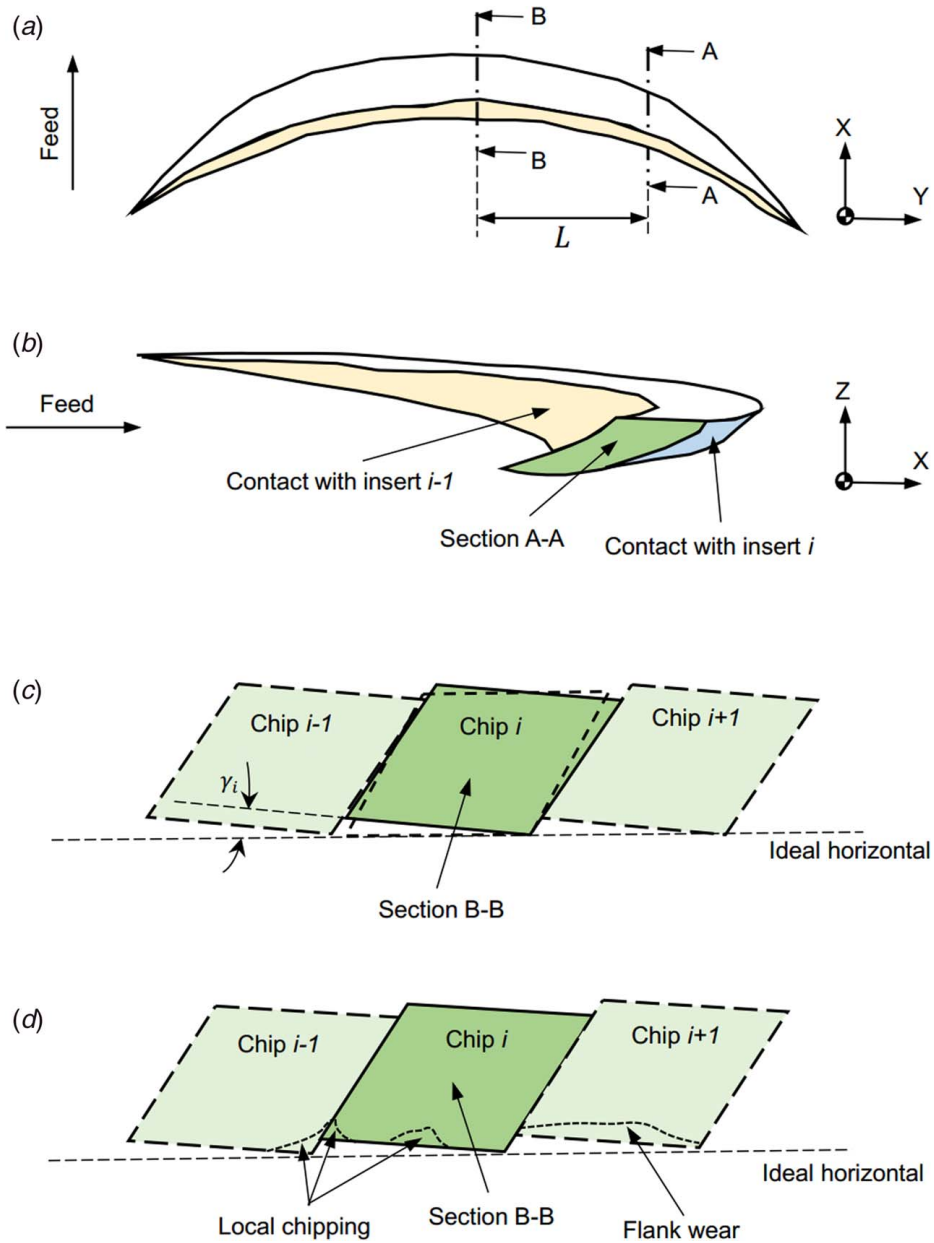 (a)
B
A
Feed
B
A
L
X
Y
(b)
Feed
Z
X
Contact with insert i-1
Section A-A
Contact with insert i
(c)
Chip i-1
Chip i
Chip i+1
γi
Ideal horizontal
Section B-B
(d)
Chip i-1
Chip i
Chip i+1
Ideal horizontal
Local chipping
Section B-B
Flank wear